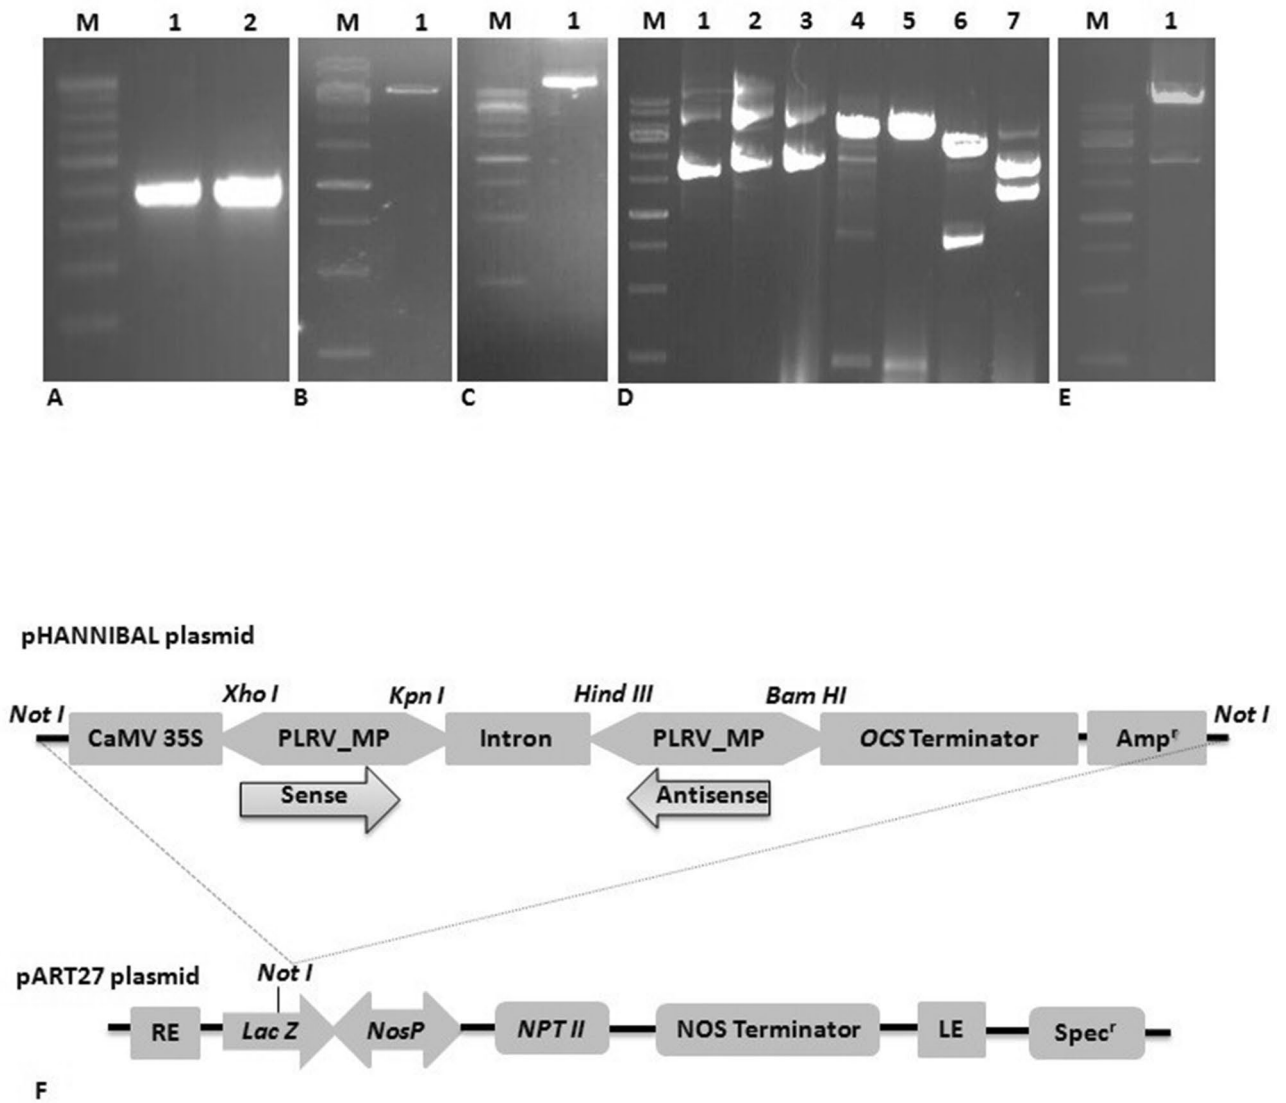 M 1 2 M 1 M 1 M 1 2 3 4 5 6 7 M 1
A B C D E
pHANNIBAL plasmid
Xho I Kpn I Hind III Bam HI
Not I Not I
CaMV 35S PLRV_MP Intron PLRV_MP OCS Terminator Ampʳ
Sense Antisense
pART27 plasmid Not I
RE Lac Z NosP NPT II NOS Terminator LE Specʳ
F